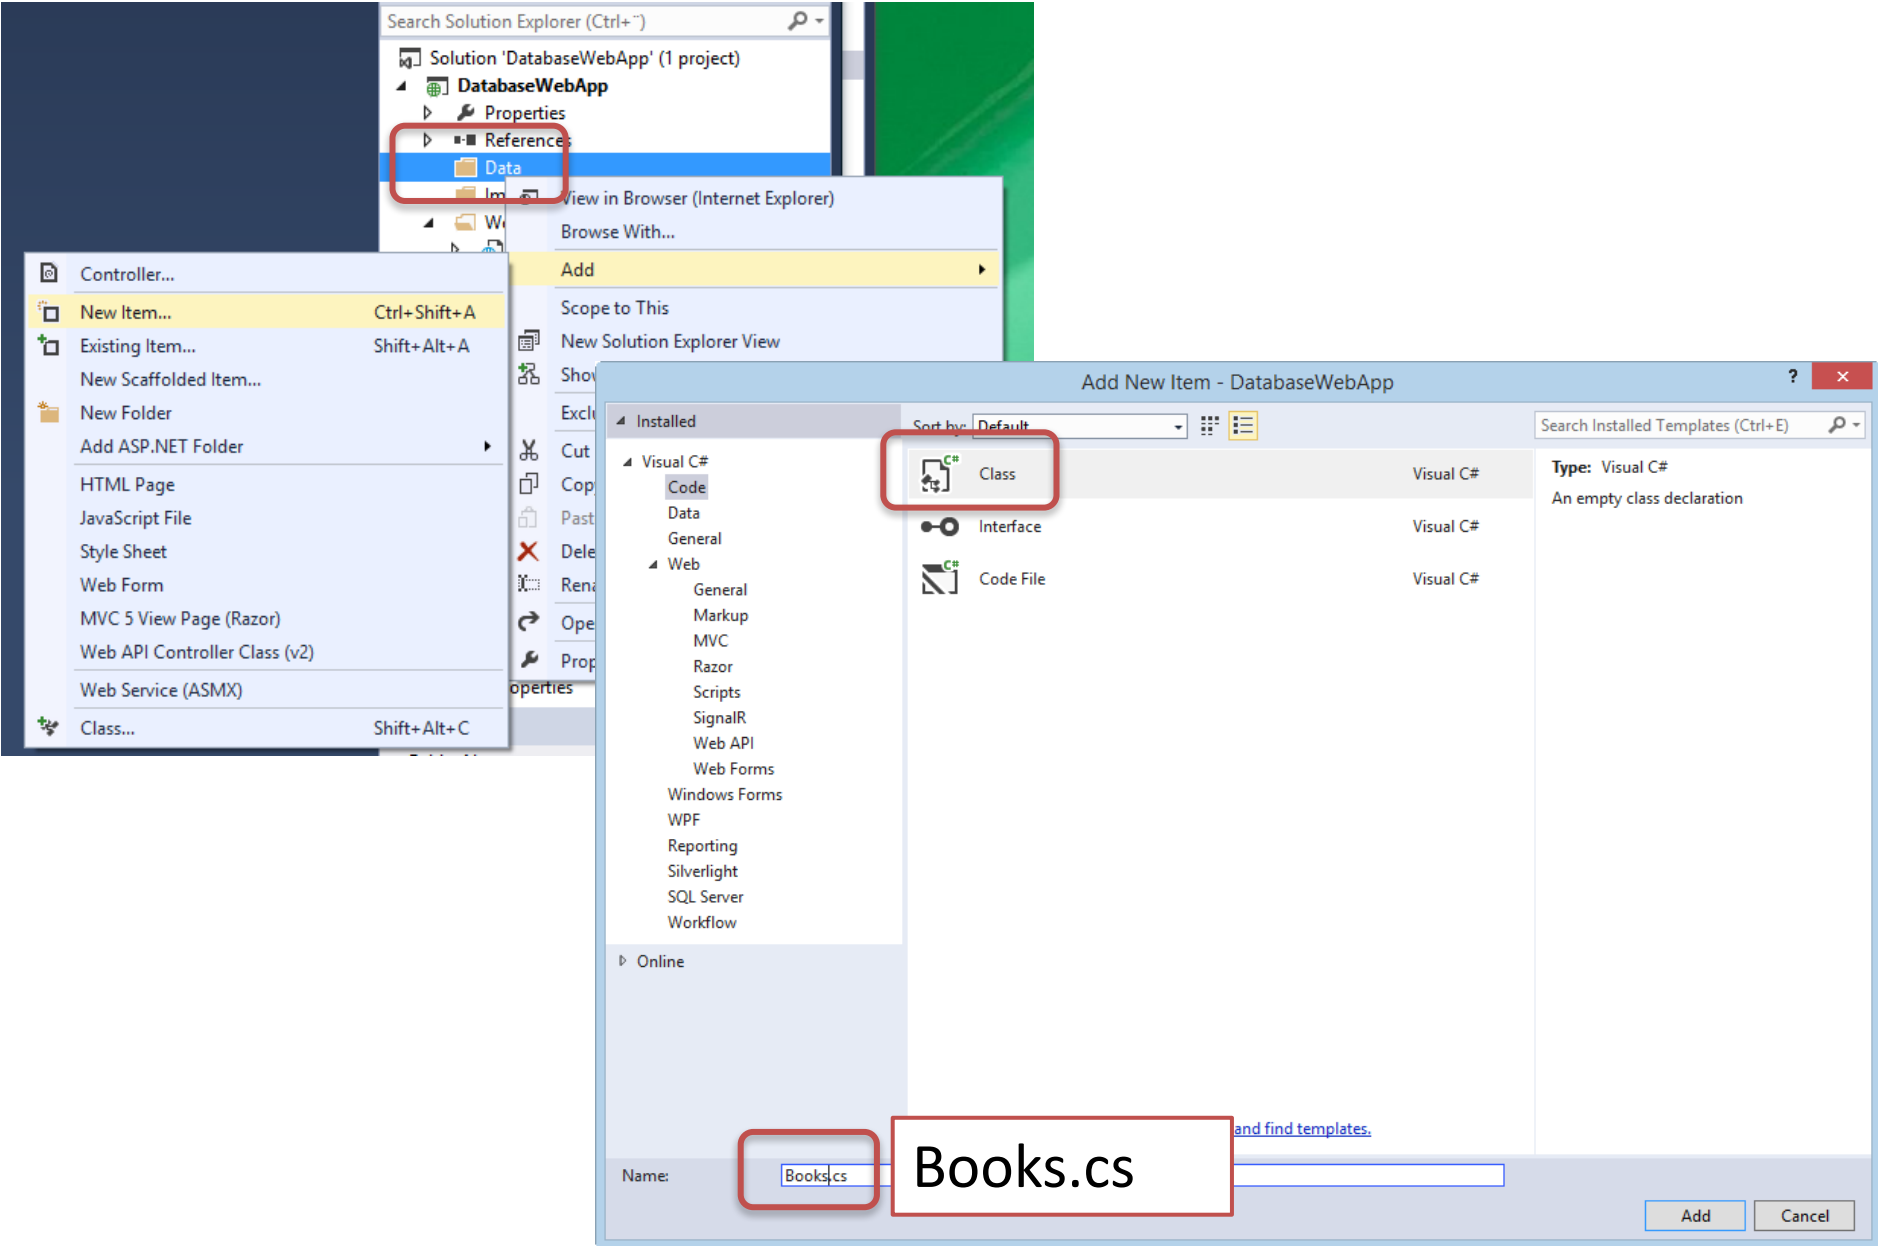 Search Solution Explorer (Ctrl+¨)
Solution 'DatabaseWebApp' (1 project)
DatabaseWebApp
Properties
References
Data
View in Browser (Internet Explorer)
Browse With...
Add
Scope to This
New Solution Explorer View
Cut
Controller...
New Item... Ctrl+Shift+A
Existing Item... Shift+Alt+A
New Scaffolded Item...
New Folder
Add ASP.NET Folder
HTML Page
JavaScript File
Style Sheet
Web Form
MVC 5 View Page (Razor)
Web API Controller Class (v2)
Web Service (ASMX)
Class... Shift+Alt+C
Add New Item - DatabaseWebApp
? ×
Installed
Sort by: Default
Search Installed Templates (Ctrl+E)
Visual C#
Code
Data
General
Web
General
Markup
MVC
Razor
Scripts
SignalR
Web API
Web Forms
Windows Forms
WPF
Reporting
Silverlight
SQL Server
Workflow
Online
Class Visual C#
Interface Visual C#
Code File Visual C#
Type: Visual C#
An empty class declaration
and find templates.
Name: Books.cs
Books.cs
Add Cancel